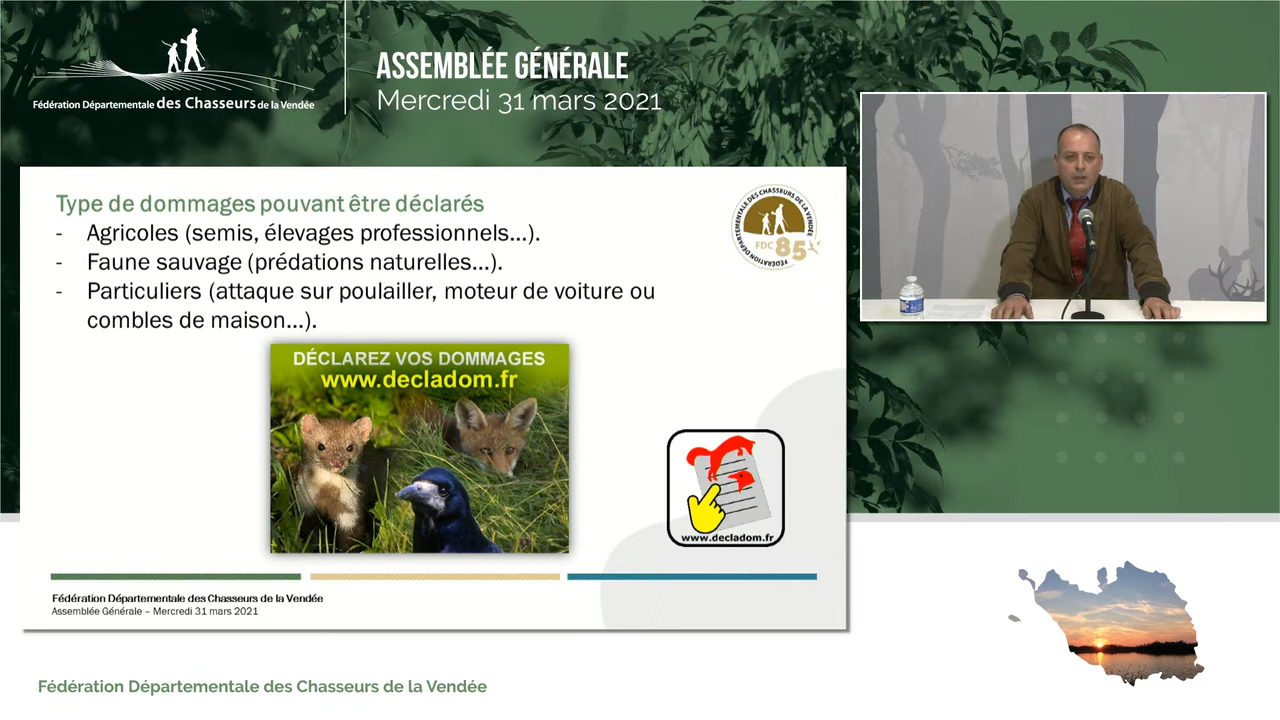 Fédération Départementale des Chasseurs de la Vendée
ASSEMBLÉE GÉNÉRALE
Mercredi 31 mars 2021
Type de dommages pouvant être déclarés
- Agricoles (semis, élevages professionnels...).
- Faune sauvage (prédations naturelles...).
- Particuliers (attaque sur poulailler, moteur de voiture ou
combles de maison...).
FÉDÉRATION DÉPARTEMENTALE DES CHASSEURS DE LA VENDÉE
FDC 85
DÉCLAREZ VOS DOMMAGES
www.decladom.fr
www.decladom.fr
Fédération Départementale des Chasseurs de la Vendée
Assemblée Générale – Mercredi 31 mars 2021
Fédération Départementale des Chasseurs de la Vendée